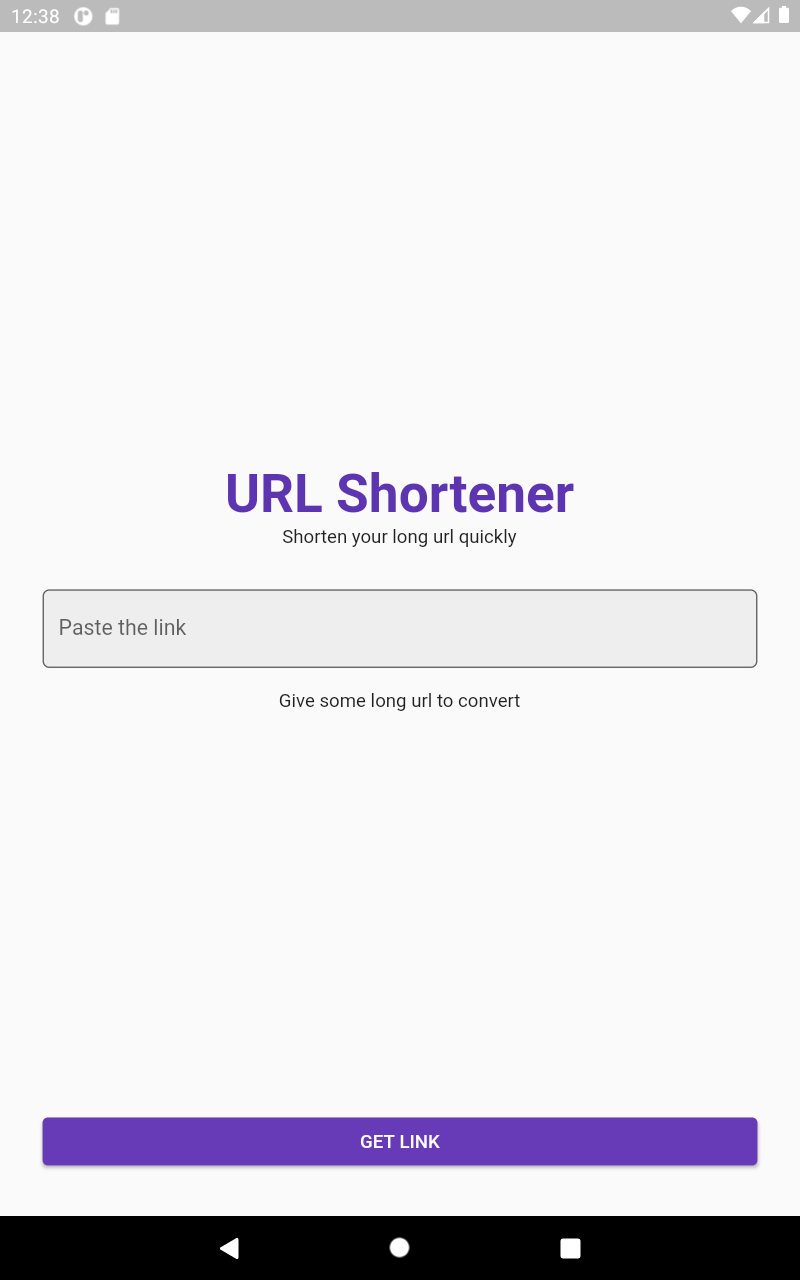 12:38
URL Shortener
Shorten your long url quickly
Paste the link
Give some long url to convert
GET LINK